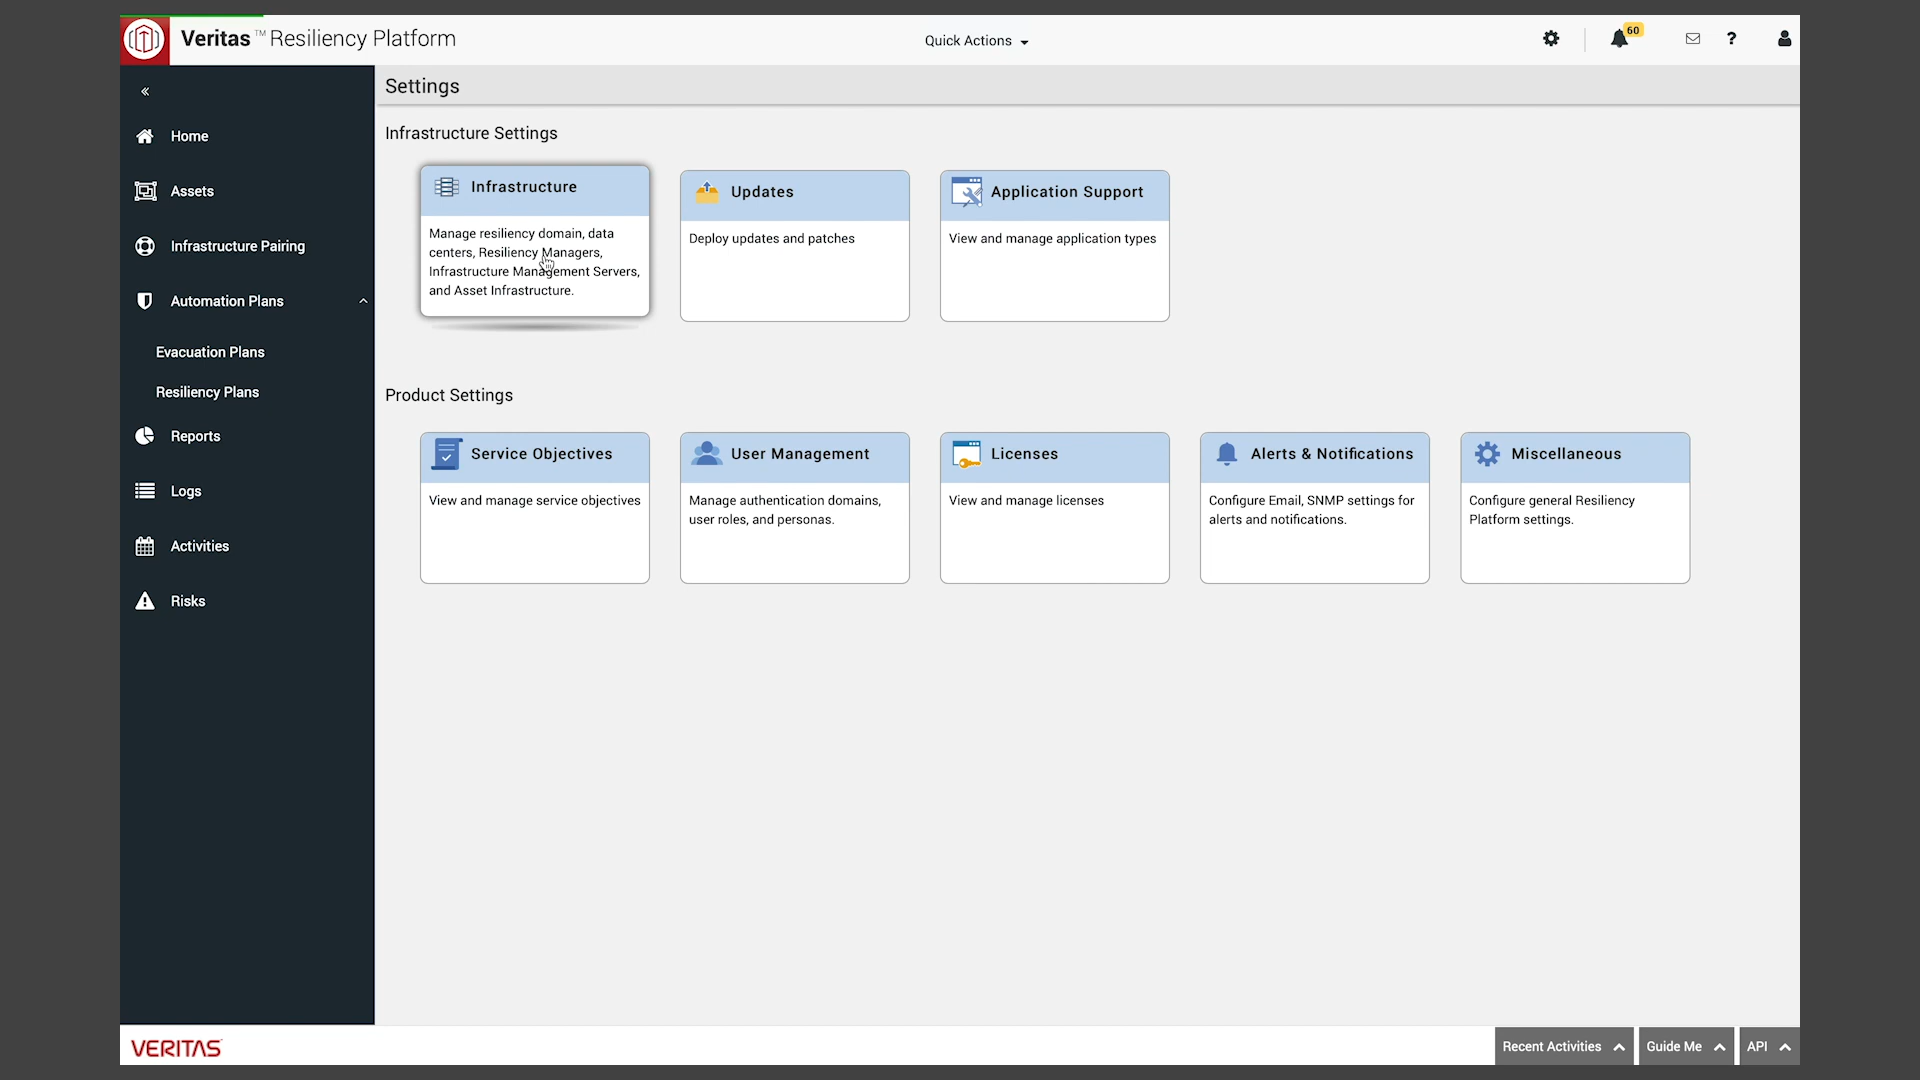 Veritas™ Resiliency Platform
Quick Actions
60
?
«
Settings
Home
Assets
Infrastructure Pairing
Automation Plans
Evacuation Plans
Resiliency Plans
Reports
Logs
Activities
Risks
Infrastructure Settings
Infrastructure
Manage resiliency domain, data
centers, Resiliency Managers,
Infrastructure Management Servers,
and Asset Infrastructure.
Updates
Deploy updates and patches
Application Support
View and manage application types
Product Settings
Service Objectives
View and manage service objectives
User Management
Manage authentication domains,
user roles, and personas.
Licenses
View and manage licenses
Alerts & Notifications
Configure Email, SNMP settings for
alerts and notifications.
Miscellaneous
Configure general Resiliency
Platform settings.
VERITAS
Recent Activities
Guide Me
API